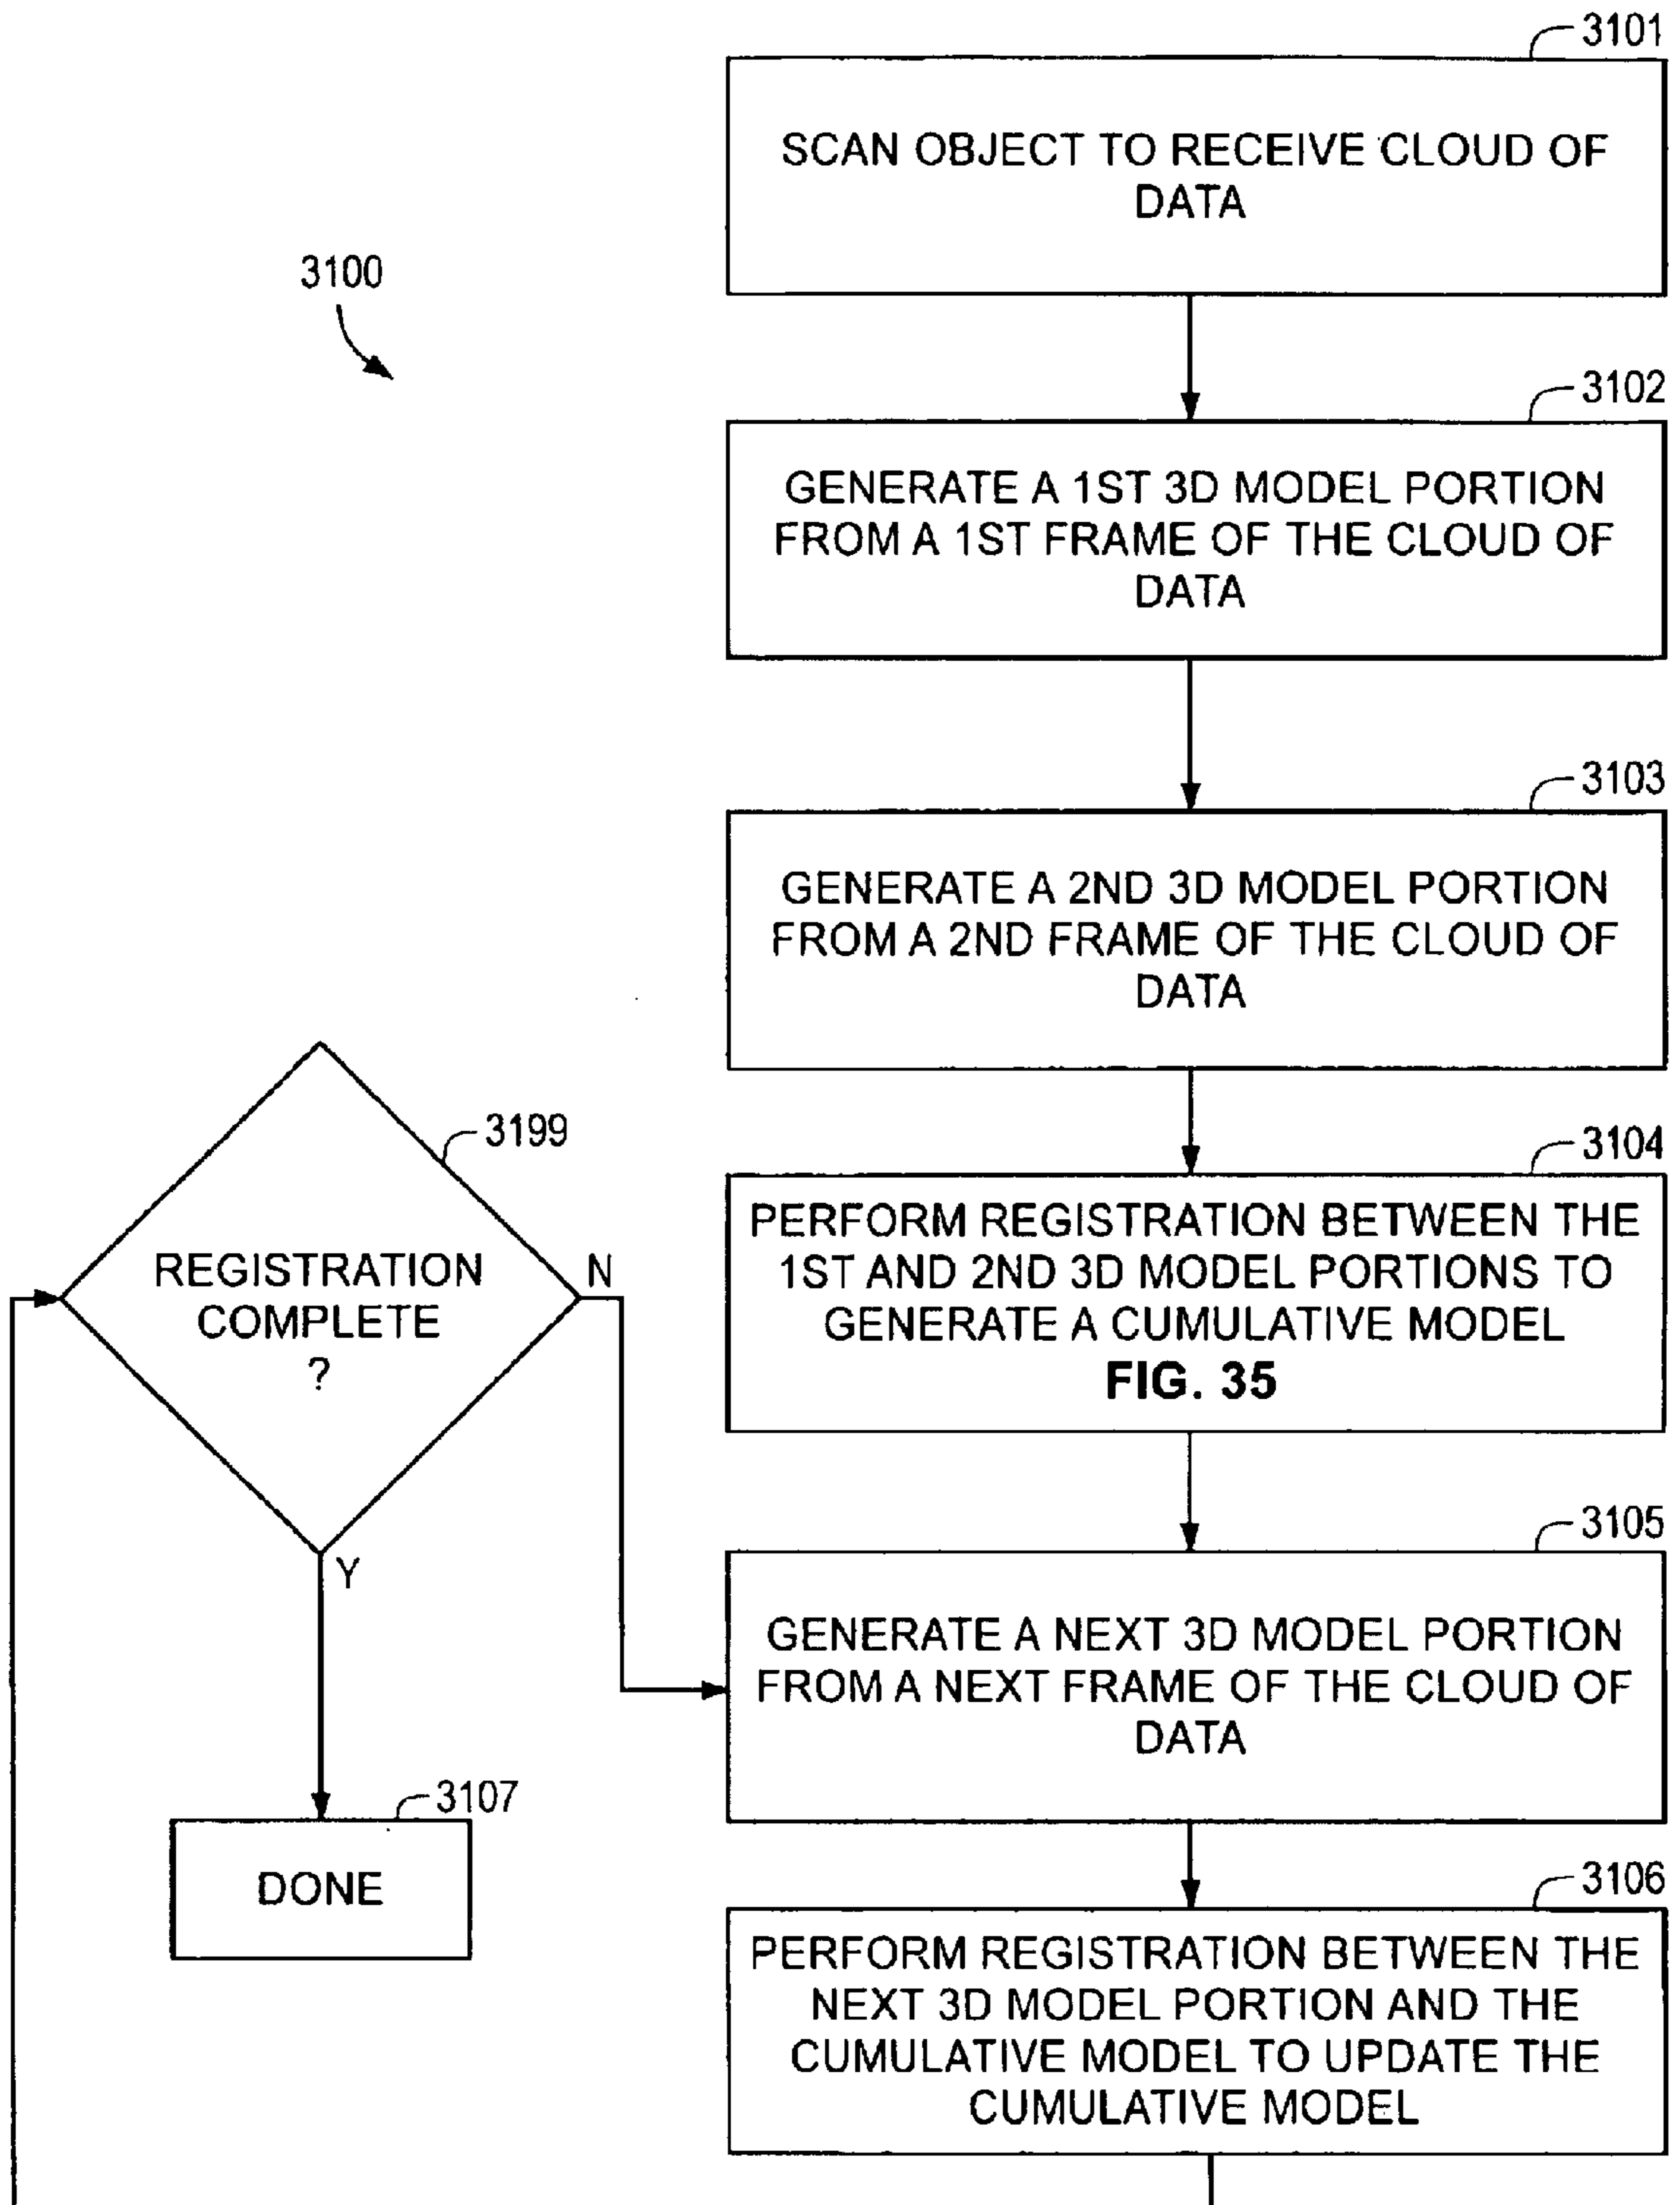 3101
SCAN OBJECT TO RECEIVE CLOUD OF
DATA
3100
3102
GENERATE A 1ST 3D MODEL PORTION
FROM A 1ST FRAME OF THE CLOUD OF
DATA
3103
GENERATE A 2ND 3D MODEL PORTION
FROM A 2ND FRAME OF THE CLOUD OF
DATA
3104
PERFORM REGISTRATION BETWEEN THE
1ST AND 2ND 3D MODEL PORTIONS TO
GENERATE A CUMULATIVE MODEL
FIG. 35
3199
REGISTRATION
COMPLETE
?
N
Y
3105
GENERATE A NEXT 3D MODEL PORTION
FROM A NEXT FRAME OF THE CLOUD OF
DATA
3107
DONE
3106
PERFORM REGISTRATION BETWEEN THE
NEXT 3D MODEL PORTION AND THE
CUMULATIVE MODEL TO UPDATE THE
CUMULATIVE MODEL